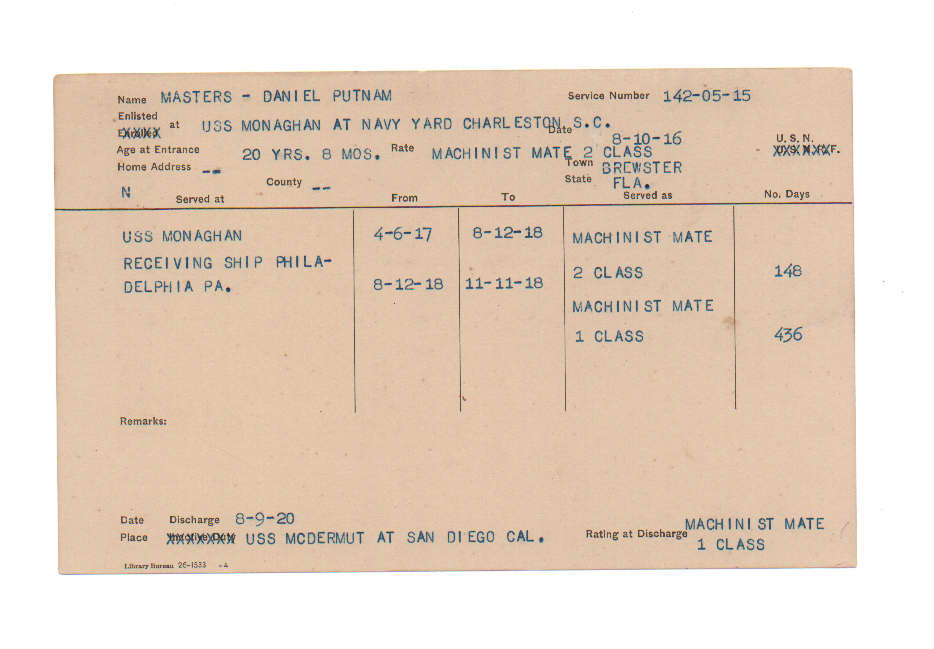 Name MASTERS - DANIEL PUTNAM Service Number 142-05-15
Enlisted
at USS MONAGHAN AT NAVY YARD CHARLESTON, S.C. Date 8-10-16 U. S. N.
Age at Entrance 20 YRS. 8 MOS. Rate MACHINIST MATE 2 CLASS
Home Address -- Town BREWSTER
N County -- State FLA.
Served at From To Served as No. Days
USS MONAGHAN 4-6-17 8-12-18 MACHINIST MATE
RECEIVING SHIP PHILA-
2 CLASS 148
DELPHIA PA. 8-12-18 11-11-18
MACHINIST MATE
1 CLASS 436
Remarks:
Date Discharge 8-9-20
Place USS MCDERMUT AT SAN DIEGO CAL. Rating at Discharge MACHINIST MATE
1 CLASS
Library Bureau 26-1533 -A